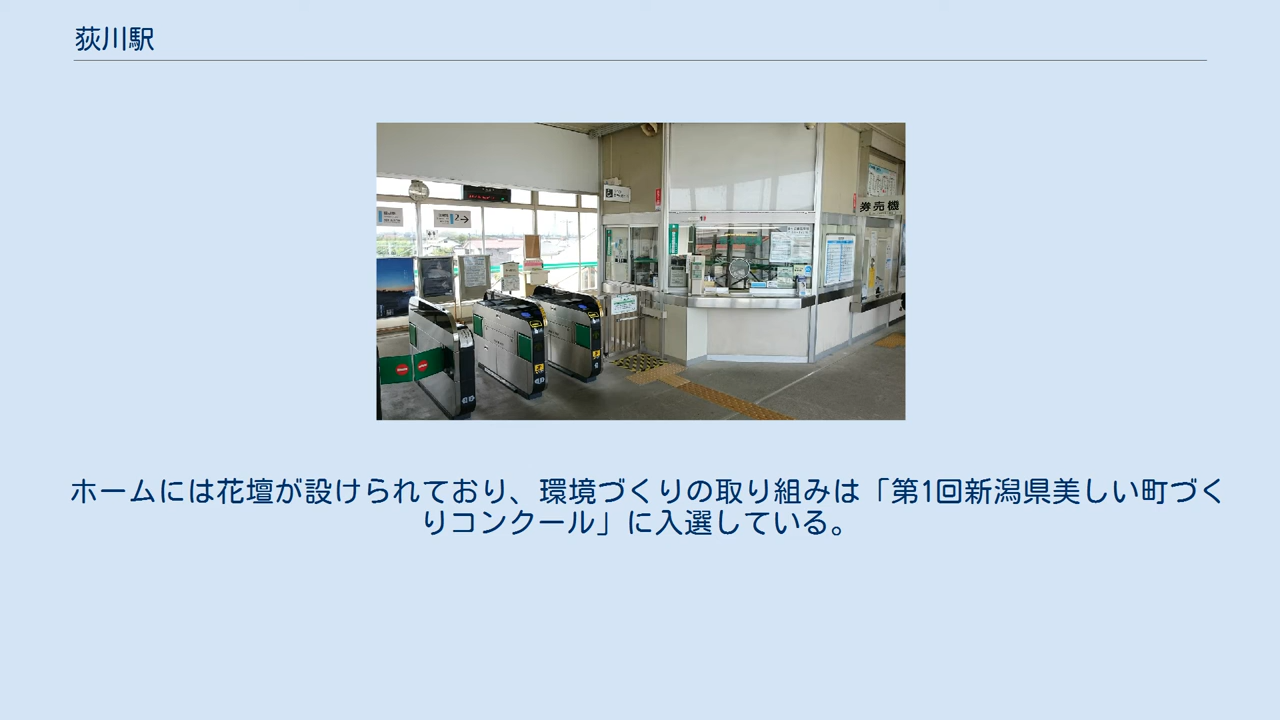 荻川駅
2→
券売機
ホームには花壇が設けられており、環境づくりの取り組みは「第1回新潟県美しい町づく
りコンクール」に入選している。